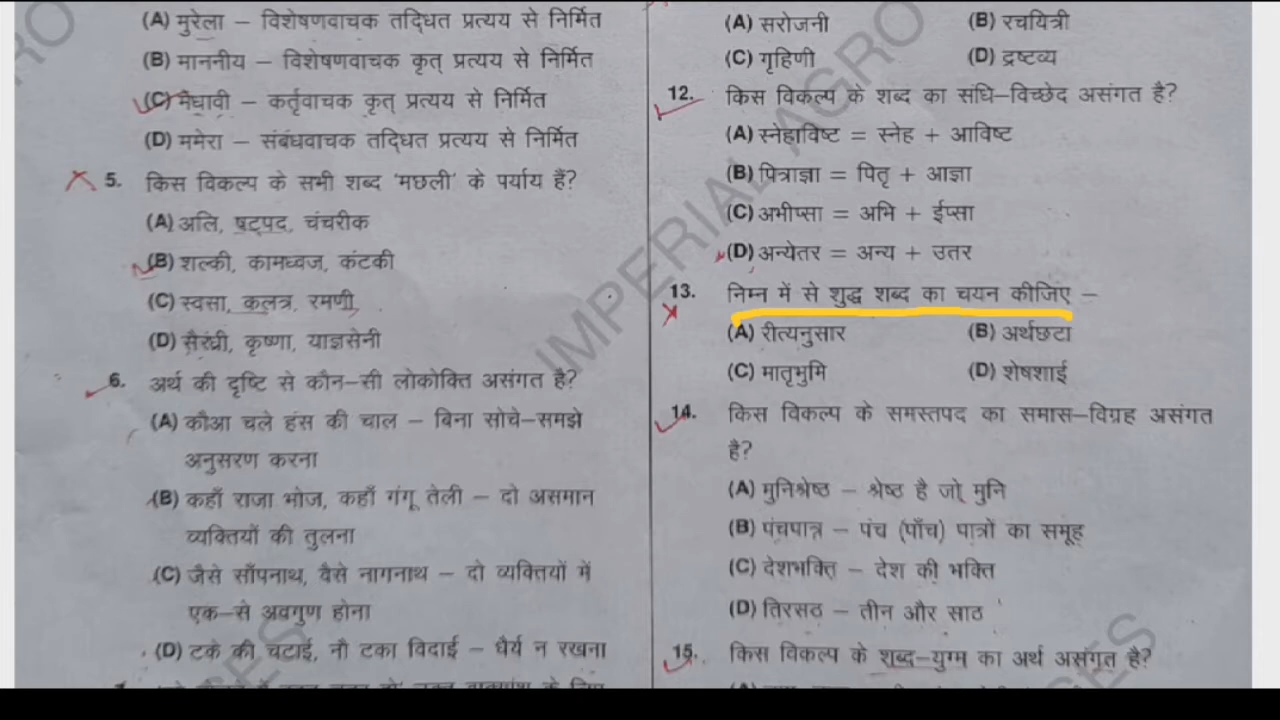 (A) मुरेला – विशेषणवाचक तद्धित प्रत्यय से निर्मित
(B) माननीय – विशेषणवाचक कृत् प्रत्यय से निर्मित
(C) मेघावी – कर्तृवाचक कृत् प्रत्यय से निर्मित
(D) ममेरा – संबंधवाचक तद्धित प्रत्यय से निर्मित
5. किस विकल्प के सभी शब्द 'मछली' के पर्याय हैं?
(A) अलि, षट्पद, चंचरीक
(B) शल्की, कामध्वज, कंटकी
(C) स्वसा, कलत्र, रमणी
(D) सैरंध्री, कृष्णा, याज्ञसेनी
6. अर्थ की दृष्टि से कौन–सी लोकोक्ति असंगत है?
(A) कौआ चले हंस की चाल – बिना सोचे–समझे
अनुसरण करना
(B) कहाँ राजा भोज, कहाँ गंगू तेली – दो असमान
व्यक्तियों की तुलना
(C) जैसे साँपनाथ, वैसे नागनाथ – दो व्यक्तियों में
एक–से अवगुण होना
(D) टके की चटाई, नौ टका विदाई – धैर्य न रखना
(A) सरोजनी (B) रचयित्री
(C) गृहिणी (D) द्रष्टव्य
12. किस विकल्प के शब्द का संधि–विच्छेद असंगत है?
(A) स्नेहाविष्ट = स्नेह + आविष्ट
(B) पित्राज्ञा = पितृ + आज्ञा
(C) अभीप्सा = अभि + ईप्सा
(D) अन्येतर = अन्य + उतर
13. निम्न में से शुद्ध शब्द का चयन कीजिए –
(A) रीत्यनुसार (B) अर्थछटा
(C) मातृभुमि (D) शेषशाई
14. किस विकल्प के समस्तपद का समास–विग्रह असंगत
है?
(A) मुनिश्रेष्ठ – श्रेष्ठ है जो मुनि
(B) पंचपात्र – पंच (पाँच) पात्रों का समूह
(C) देशभक्ति – देश की भक्ति
(D) तिरसठ – तीन और साठ
15. किस विकल्प के शब्द–युग्म का अर्थ असंगत है?
IMPERIAL AGRO